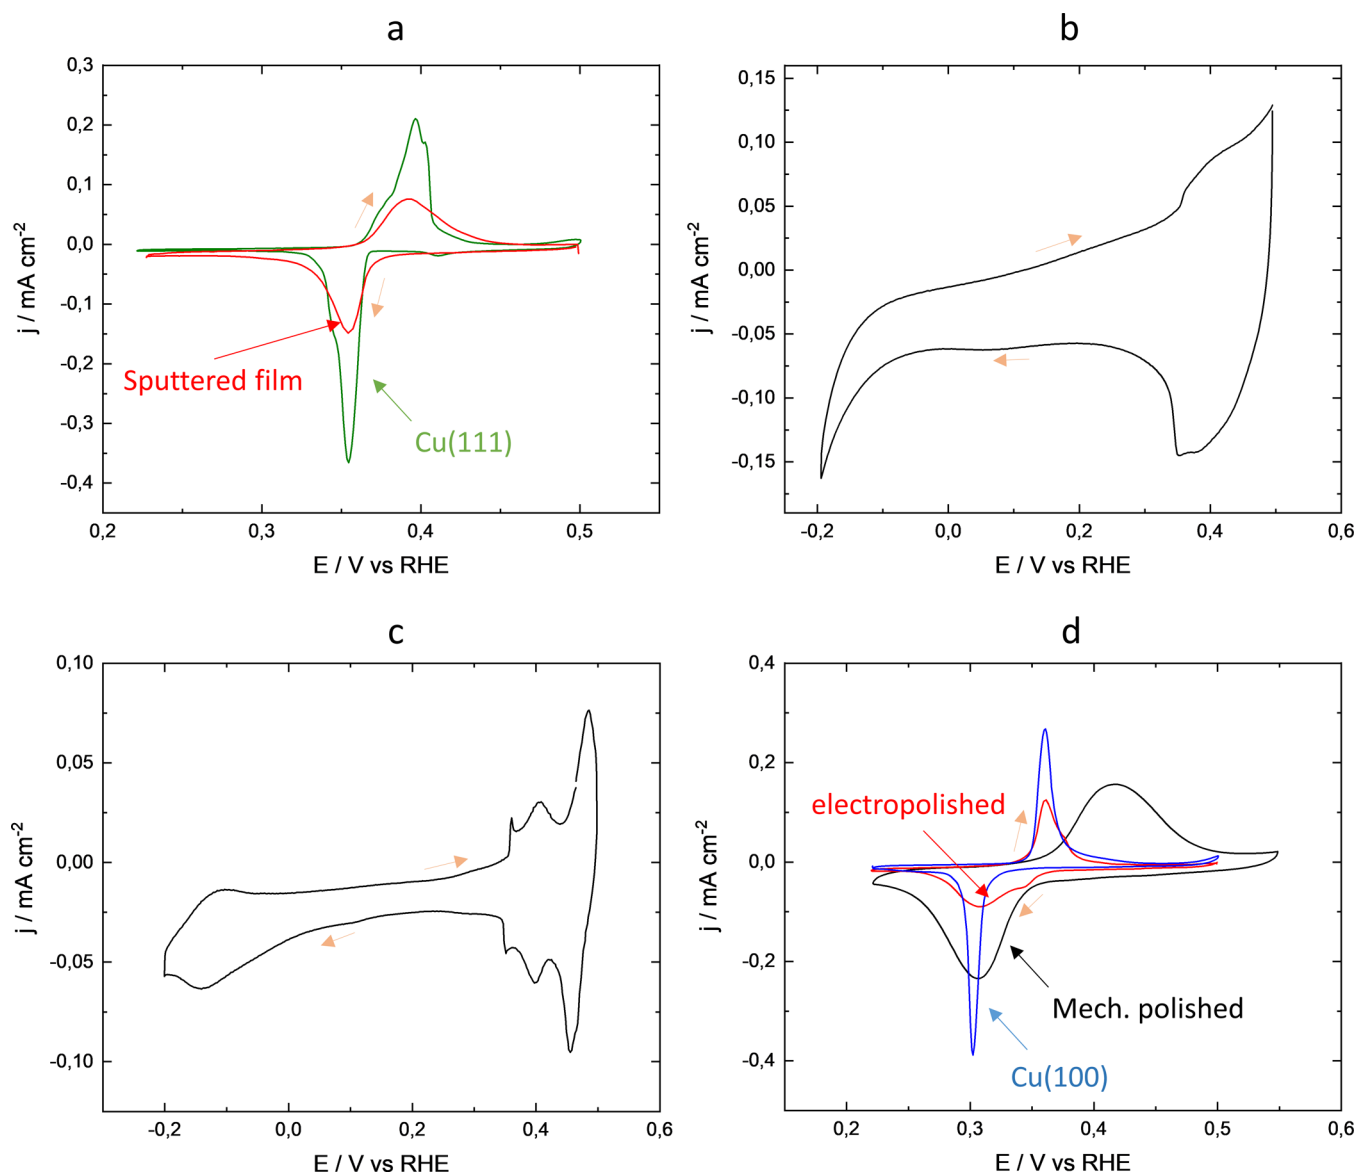 a
0,3
0,2
0,1
0,0
-0,1
-0,2
-0,3
-0,4
j / mA cm-2
Sputtered film
Cu(111)
0,2 0,3 0,4 0,5
E / V vs RHE
b
0,15
0,10
0,05
0,00
-0,05
-0,10
-0,15
j / mA cm-2
-0,2 0,0 0,2 0,4 0,6
E / V vs RHE
c
0,10
0,05
0,00
-0,05
-0,10
j / mA cm-2
-0,2 0,0 0,2 0,4 0,6
E / V vs RHE
d
0,4
0,2
0,0
-0,2
-0,4
j / mA cm-2
electropolished
Mech. polished
Cu(100)
0,2 0,3 0,4 0,5 0,6
E / V vs RHE